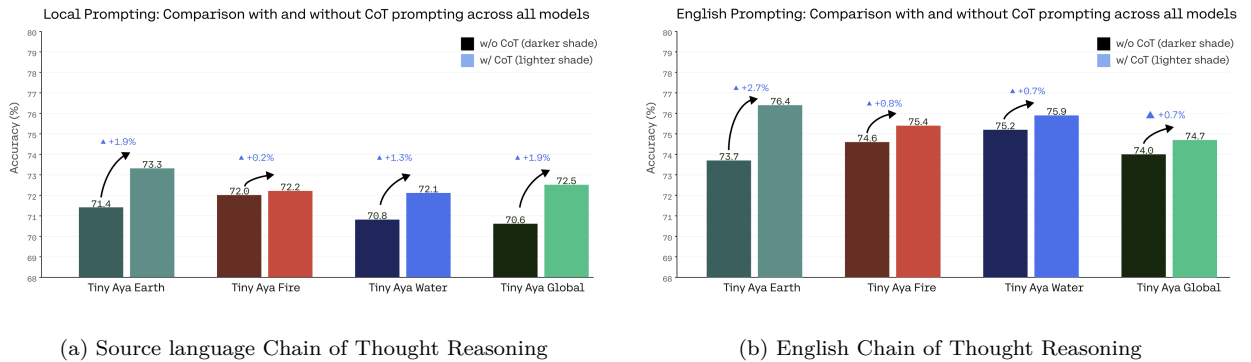 Local Prompting: Comparison with and without CoT prompting across all models
w/o CoT (darker shade)
w/ CoT (lighter shade)
Accuracy (%)
80
79
78
77
76
75
74
73
72
71
70
69
68
▲ +1.9%
71.4
73.3
▲ +0.2%
72.0
72.2
▲ +1.3%
70.8
72.1
▲ +1.9%
70.6
72.5
Tiny Aya Earth
Tiny Aya Fire
Tiny Aya Water
Tiny Aya Global
(a) Source language Chain of Thought Reasoning
English Prompting: Comparison with and without CoT prompting across all models
w/o CoT (darker shade)
w/ CoT (lighter shade)
Accuracy (%)
80
79
78
77
76
75
74
73
72
71
70
69
68
▲ +2.7%
73.7
76.4
▲ +0.8%
74.6
75.4
▲ +0.7%
75.2
75.9
▲ +0.7%
74.0
74.7
Tiny Aya Earth
Tiny Aya Fire
Tiny Aya Water
Tiny Aya Global
(b) English Chain of Thought Reasoning